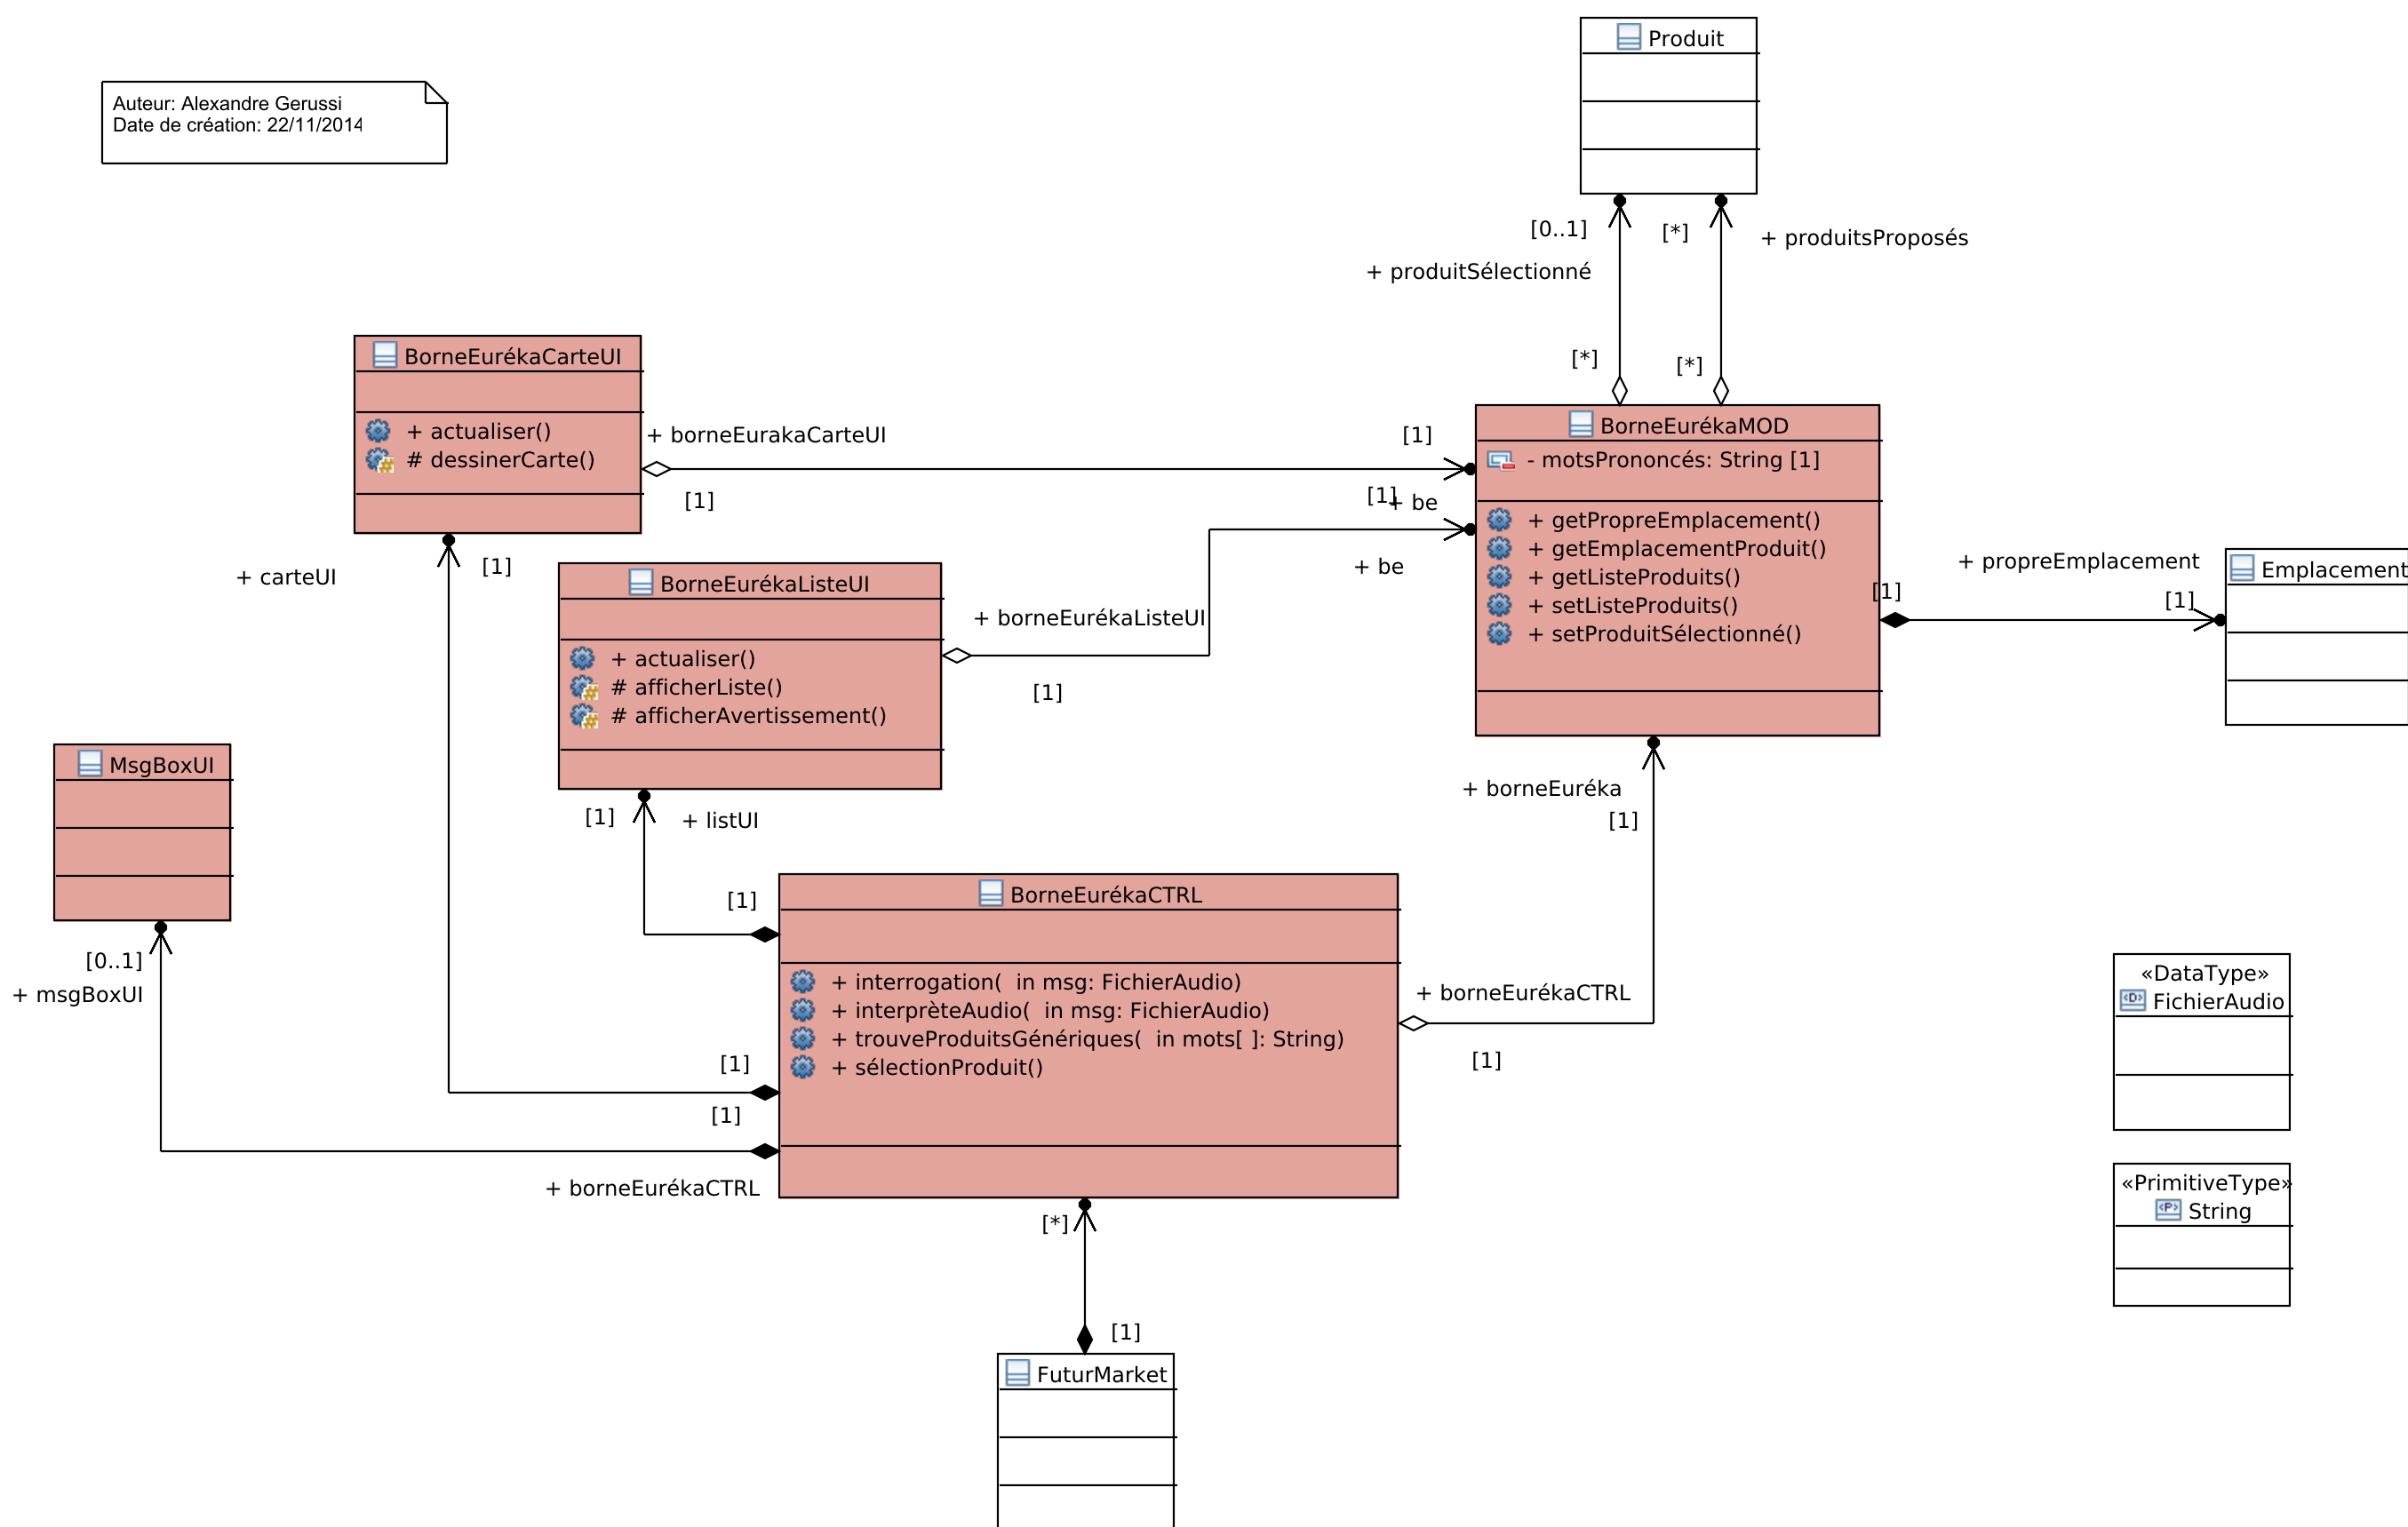 Produit
Auteur: Alexandre Gerussi
Date de création: 22/11/2014
[0..1]
[*]
+ produitsProposés
+ produitSélectionné
[*]
[*]
BorneEurékaCarteUI
+ actualiser()
# dessinerCarte()
+ borneEurakaCarteUI
[1]
[1]
[1]
+ be
BorneEurékaMOD
- motsPrononcés: String [1]
+ getPropreEmplacement()
+ getEmplacementProduit()
+ getListeProduits()
+ setListeProduits()
+ setProduitSélectionné()
+ propreEmplacement
[1]
[1]
Emplacement
+ carteUI
[1]
BorneEurékaListeUI
+ actualiser()
# afficherListe()
# afficherAvertissement()
+ borneEurékaListeUI
[1]
+ be
MsgBoxUI
[1]
+ listUI
+ borneEuréka
[1]
[1]
BorneEurékaCTRL
+ interrogation(  in msg: FichierAudio)
+ interprèteAudio(  in msg: FichierAudio)
+ trouveProduitsGénériques(  in mots[ ]: String)
+ sélectionProduit()
[0..1]
+ msgBoxUI
+ borneEurékaCTRL
[1]
[1]
[1]
+ borneEurékaCTRL
«DataType»
FichierAudio
«PrimitiveType»
String
[*]
[1]
FuturMarket